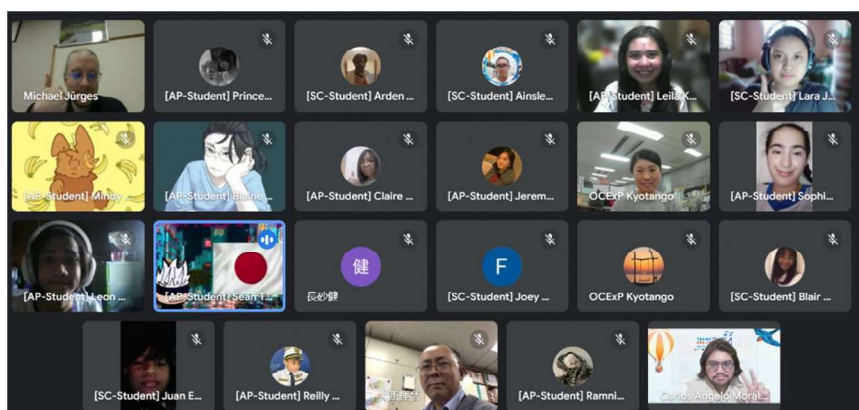 Michael Jürges
[AP-Student] Prince...
[SC-Student] Arden ...
[SC-Student] Ainsle...
[AP-Student] Leila K...
[SC-Student] Lara J...
[AP-Student] Mindy ...
[AP-Student] Blaine ...
[AP-Student] Claire ...
[AP-Student] Jerem...
OCExP Kyotango
[AP-Student] Sophi...
[AP-Student] Leon ...
[AP-Student] Sean T...
健
長砂健
F
[SC-Student] Joey ...
OCExP Kyotango
[SC-Student] Blair ...
[SC-Student] Juan E...
[AP-Student] Reilly ...
[AP-Student] Ramni...
Carlos Angelo Moral...